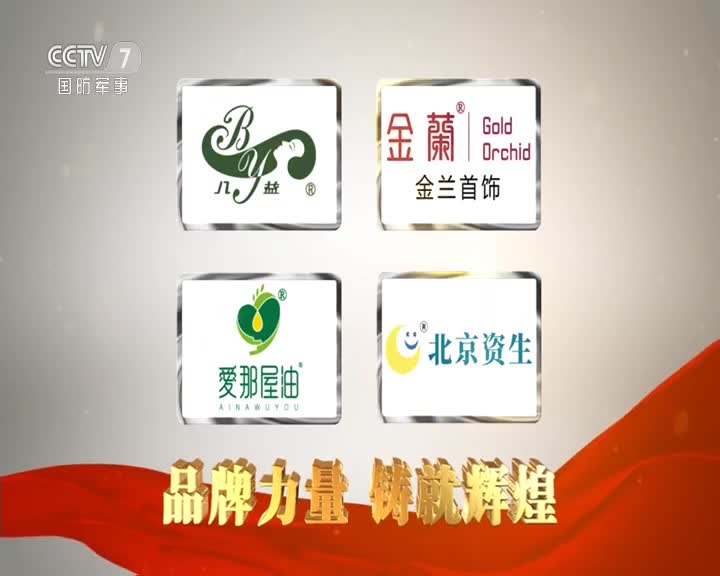 CCTV 7
国防军事
BY
八益
®
金蘭®
Gold
Orchid
金兰首饰
®
愛那屋油®
AINAWUYOU
®
北京资生
品牌力量 铸就辉煌